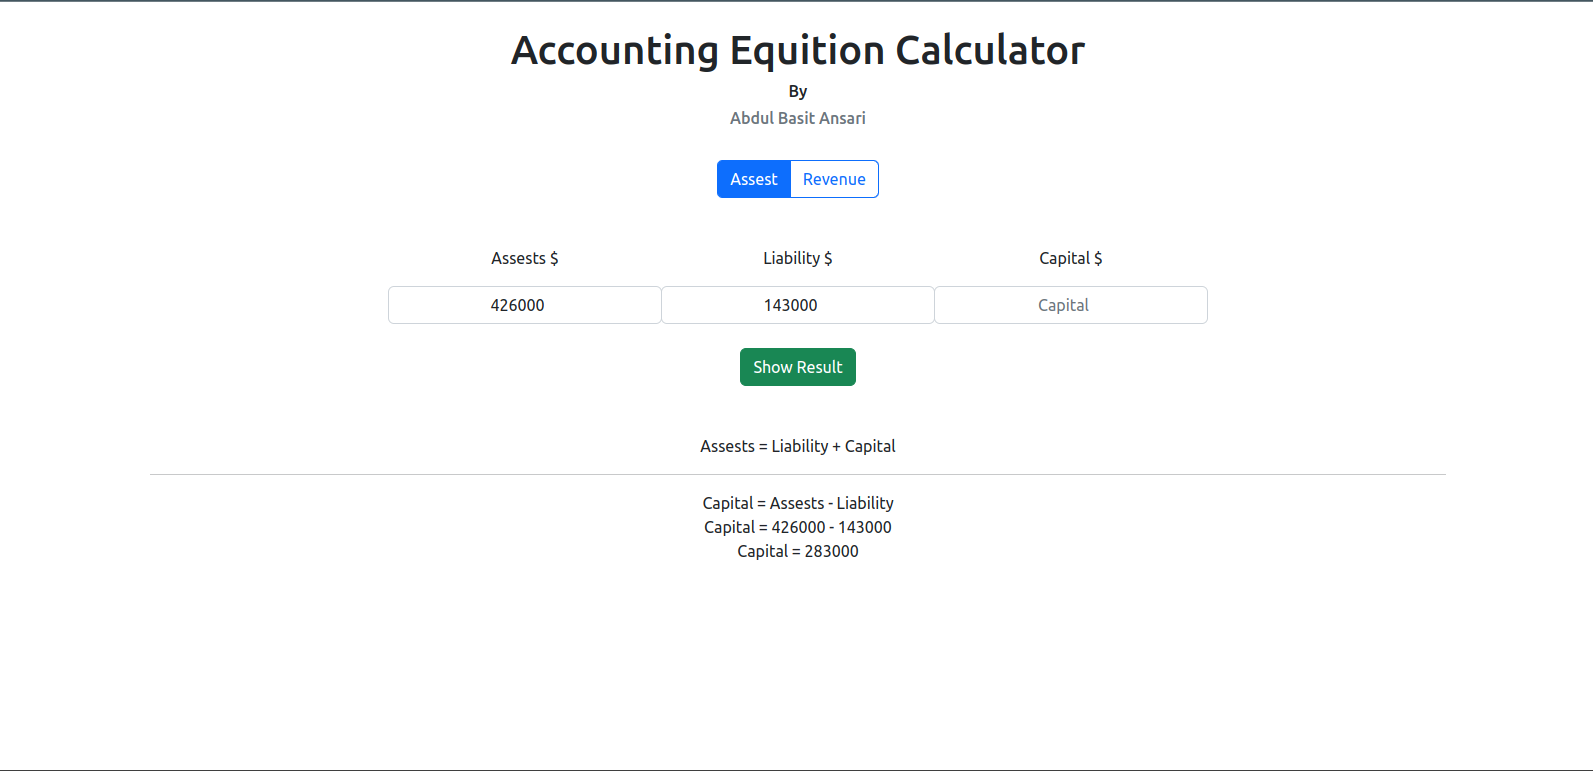 Accounting Equition Calculator
By
Abdul Basit Ansari
Assest Revenue
Assests $ Liability $ Capital $
426000 143000 Capital
Show Result
Assests = Liability + Capital
Capital = Assests - Liability
Capital = 426000 - 143000
Capital = 283000